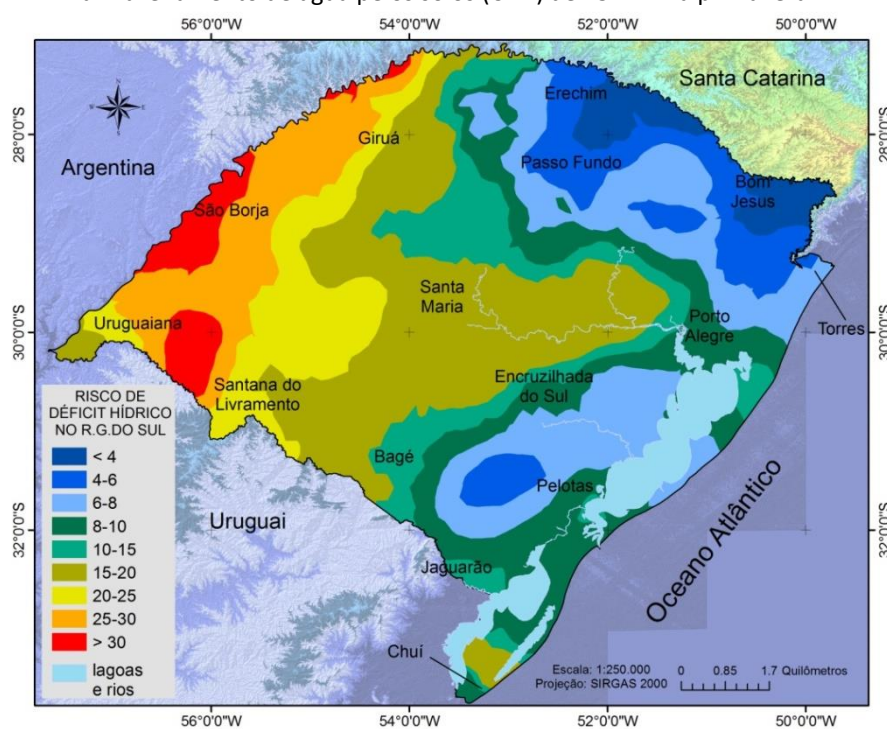 56°0'0"W
54°0'0"W
52°0'0"W
50°0'0"W
Santa Catarina
Erechim
28°0'0"S
28°0'0"S
Giruá
Argentina
Passo Fundo
Bom
Jesus
São Borja
Santa
Maria
Uruguaiana
Porto
Alegre
Torres
30°0'0"S
30°0'0"S
Santana do
Livramento
Encruzilhada
do Sul
RISCO DE
DÉFICIT HÍDRICO
NO R.G.DO SUL
< 4
4-6
6-8
8-10
10-15
15-20
20-25
25-30
> 30
lagoas
e rios
Bagé
Pelotas
Uruguai
Oceano Atlântico
32°0'0"S
32°0'0"S
Jaguarão
Chuí
Escala: 1:250.000
Projeção: SIRGAS 2000
0 0.85 1.7 Quilômetros
56°0'0"W
54°0'0"W
52°0'0"W
50°0'0"W